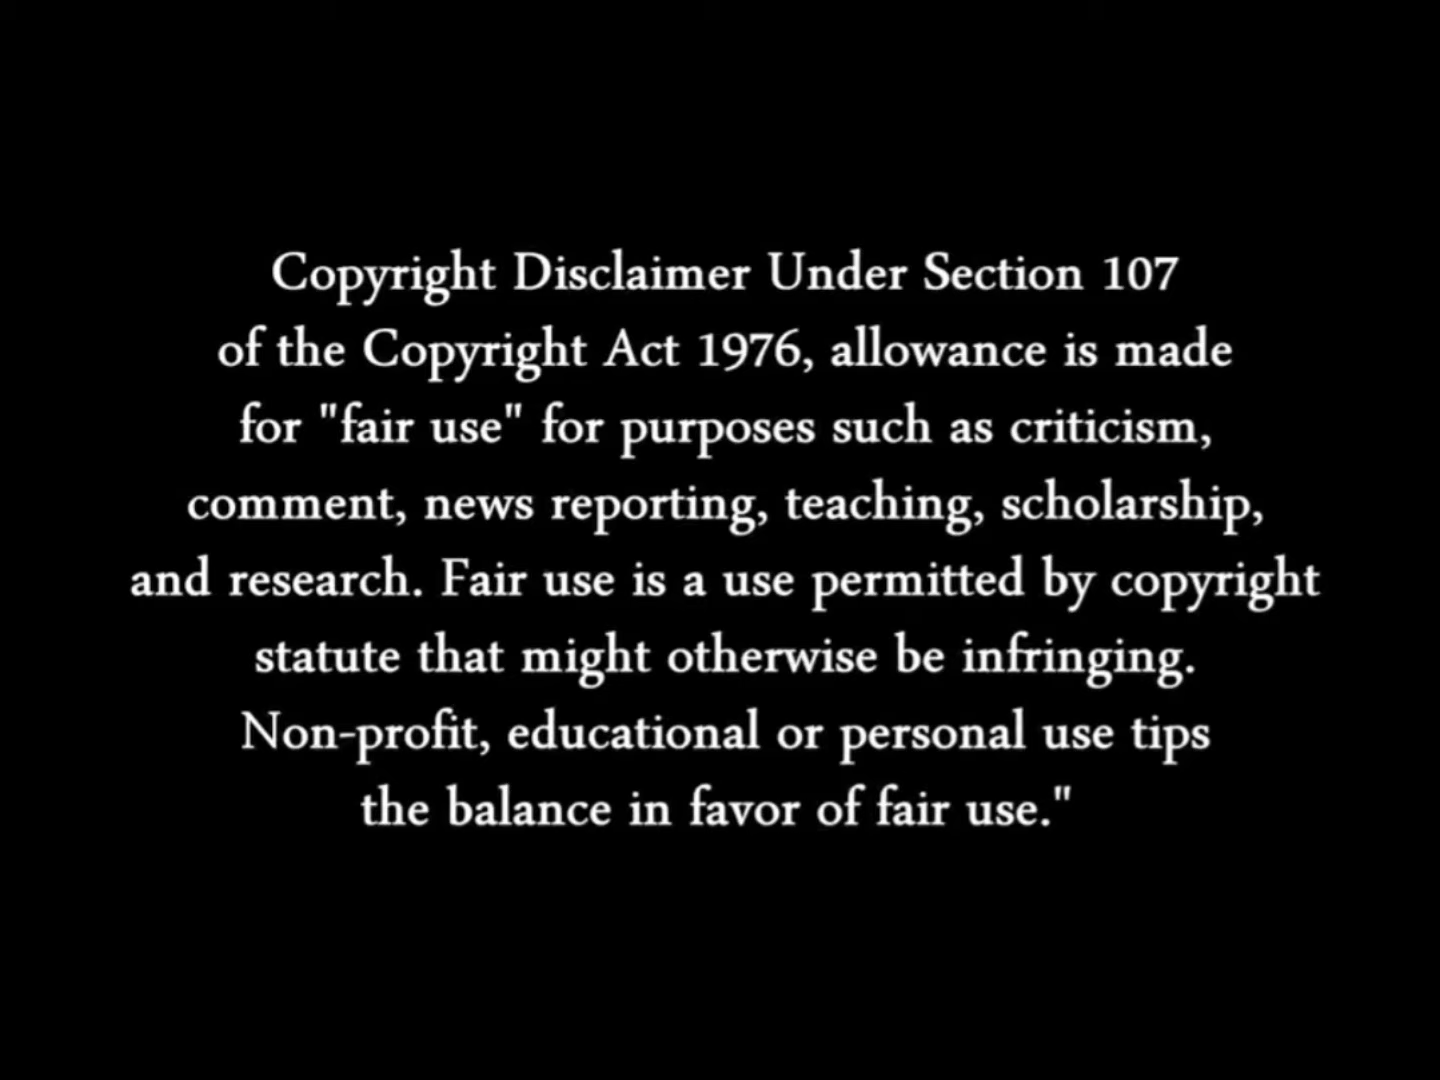 Copyright Disclaimer Under Section 107
of the Copyright Act 1976, allowance is made
for "fair use" for purposes such as criticism,
comment, news reporting, teaching, scholarship,
and research. Fair use is a use permitted by copyright
statute that might otherwise be infringing.
Non-profit, educational or personal use tips
the balance in favor of fair use."